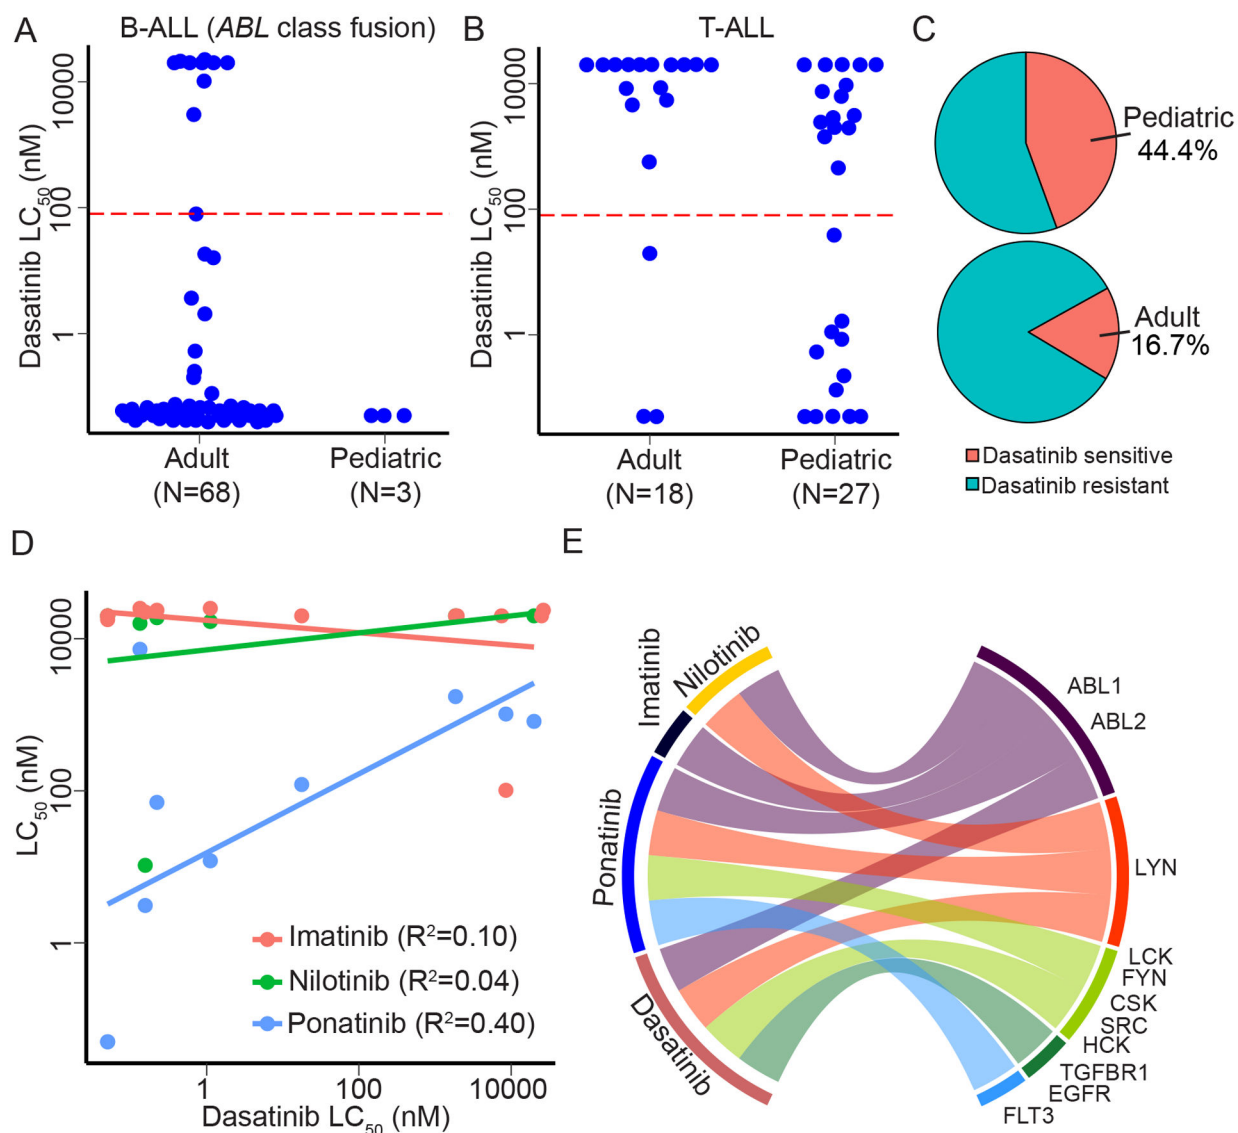 A
B-ALL (ABL class fusion)
Dasatinib LC50 (nM)
10000
100
1
Adult
(N=68)
Pediatric
(N=3)
B
T-ALL
Dasatinib LC50 (nM)
10000
100
1
Adult
(N=18)
Pediatric
(N=27)
C
Pediatric
44.4%
Adult
16.7%
Dasatinib sensitive
Dasatinib resistant
D
LC50 (nM)
10000
100
1
Imatinib (R²=0.10)
Nilotinib (R²=0.04)
Ponatinib (R²=0.40)
1
100
10000
Dasatinib LC50 (nM)
E
Nilotinib
Imatinib
Ponatinib
Dasatinib
ABL1
ABL2
LYN
LCK
FYN
CSK
SRC
HCK
TGFBR1
EGFR
FLT3